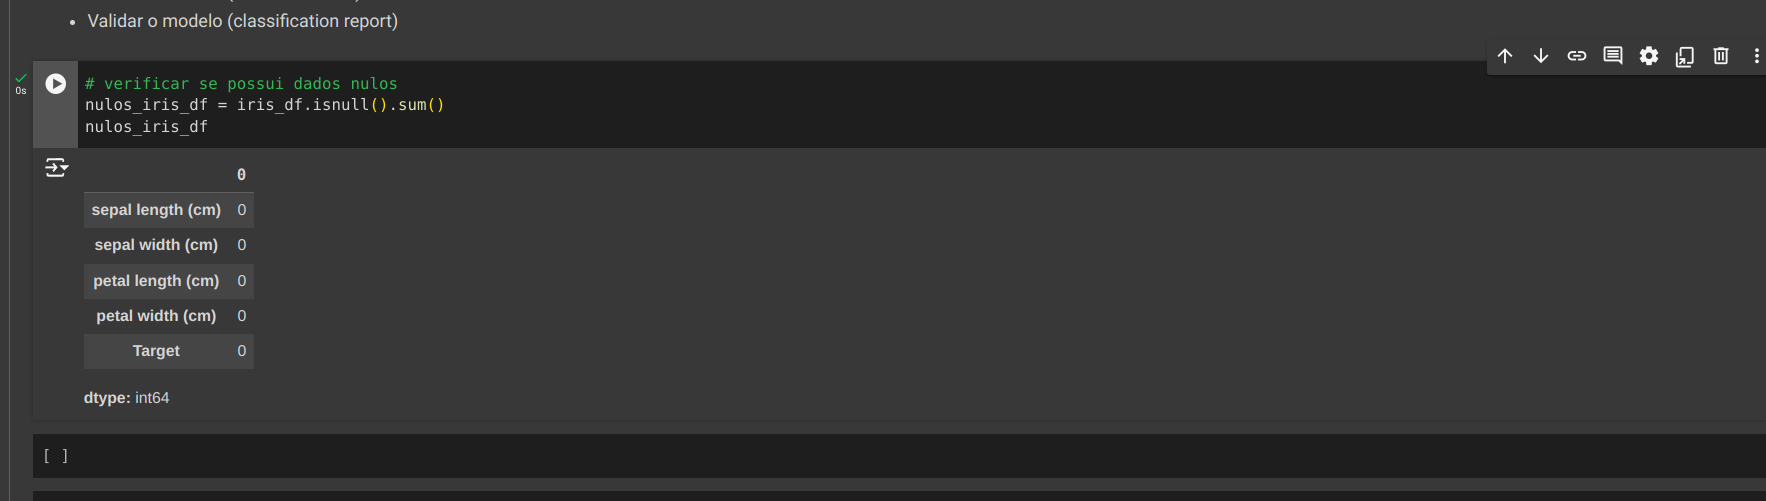 Validar o modelo (classification report)
0s
# verificar se possui dados nulos
nulos_iris_df = iris_df.isnull().sum()
nulos_iris_df
0
sepal length (cm) 0
sepal width (cm) 0
petal length (cm) 0
petal width (cm) 0
Target 0
dtype: int64
[ ]